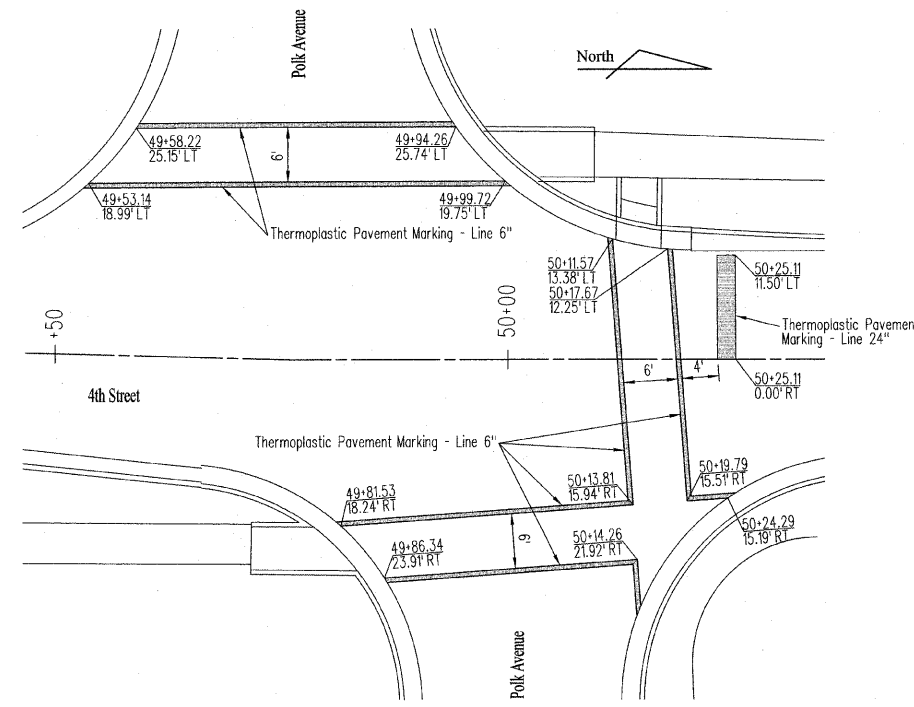 Polk Avenue
North
49+58.22
25.15' LT
49+94.26
25.74' LT
6'
49+53.14
18.99' LT
49+99.72
19.75' LT
Thermoplastic Pavement Marking - Line 6"
50+11.57
13.38' LT
50+17.67
12.25' LT
50+25.11
11.50' LT
+50
50+00
Thermoplastic Pavemen
Marking - Line 24"
6'
4'
50+25.11
0.00' RT
4th Street
Thermoplastic Pavement Marking - Line 6"
50+19.79
15.51' RT
50+13.81
15.94' RT
49+81.53
18.24' RT
50+24.29
15.19' RT
6'
50+14.26
21.92' RT
49+86.34
23.91' RT
Polk Avenue